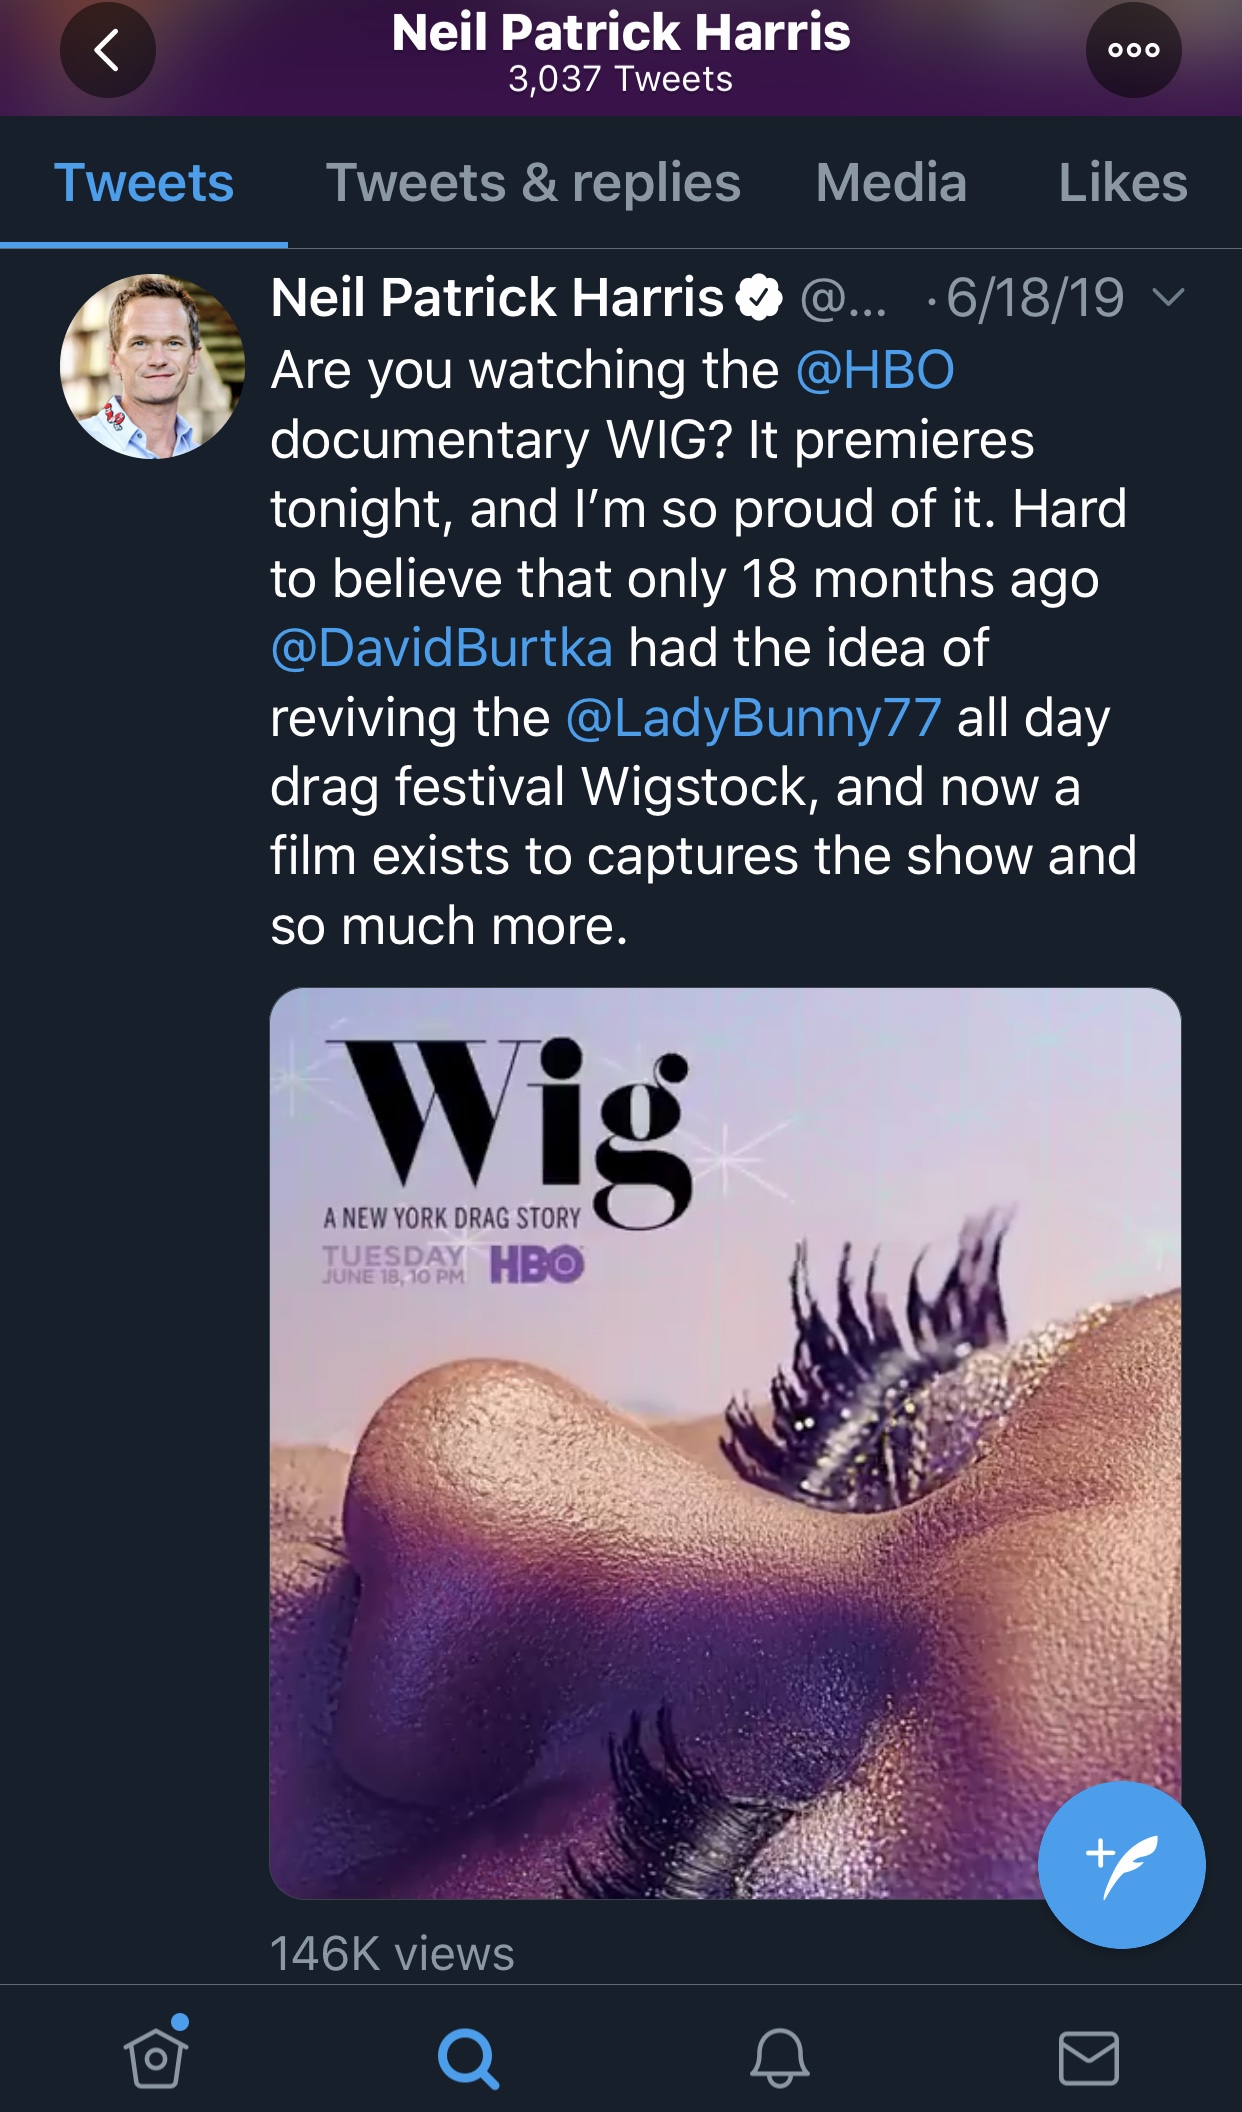 Neil Patrick Harris
3,037 Tweets
Tweets Tweets & replies Media Likes
Neil Patrick Harris @... · 6/18/19
Are you watching the @HBO
documentary WIG? It premieres
tonight, and I’m so proud of it. Hard
to believe that only 18 months ago
@DavidBurtka had the idea of
reviving the @LadyBunny77 all day
drag festival Wigstock, and now a
film exists to captures the show and
so much more.
Wig
A NEW YORK DRAG STORY
TUESDAY
JUNE 18, 10 PM HBO
146K views